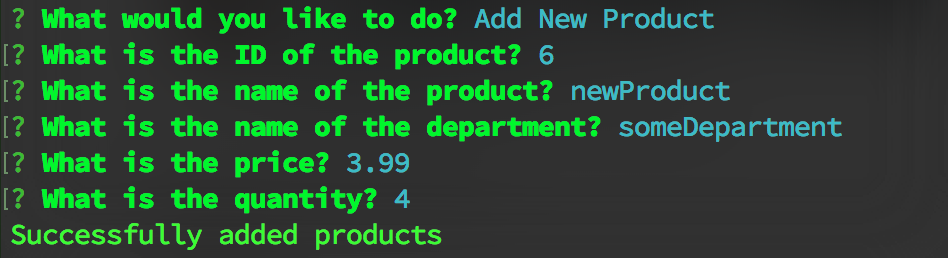 ? What would you like to do? Add New Product
[? What is the ID of the product? 6
[? What is the name of the product? newProduct
[? What is the name of the department? someDepartment
[? What is the price? 3.99
[? What is the quantity? 4
Successfully added products